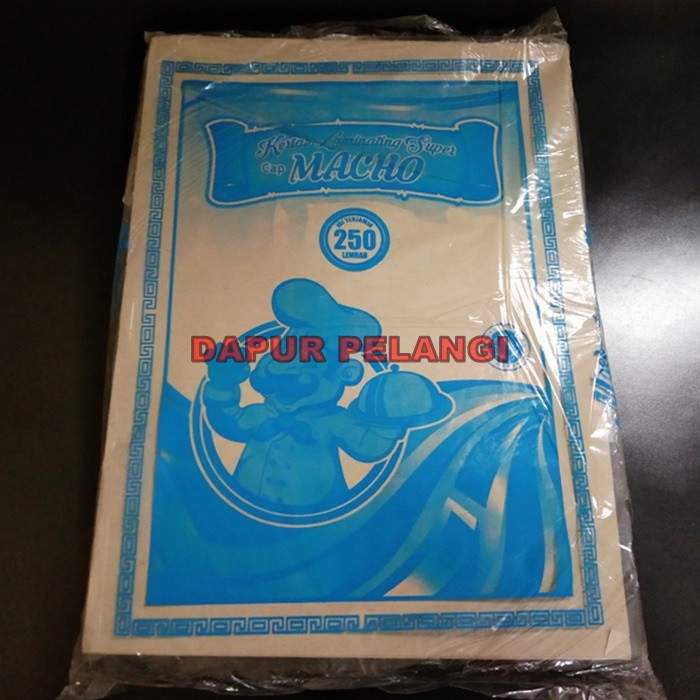 Kertas Laminating Super
Cap MACHO
ISI TERJAMIN
250
LEMBAR
DAPUR PELANGI